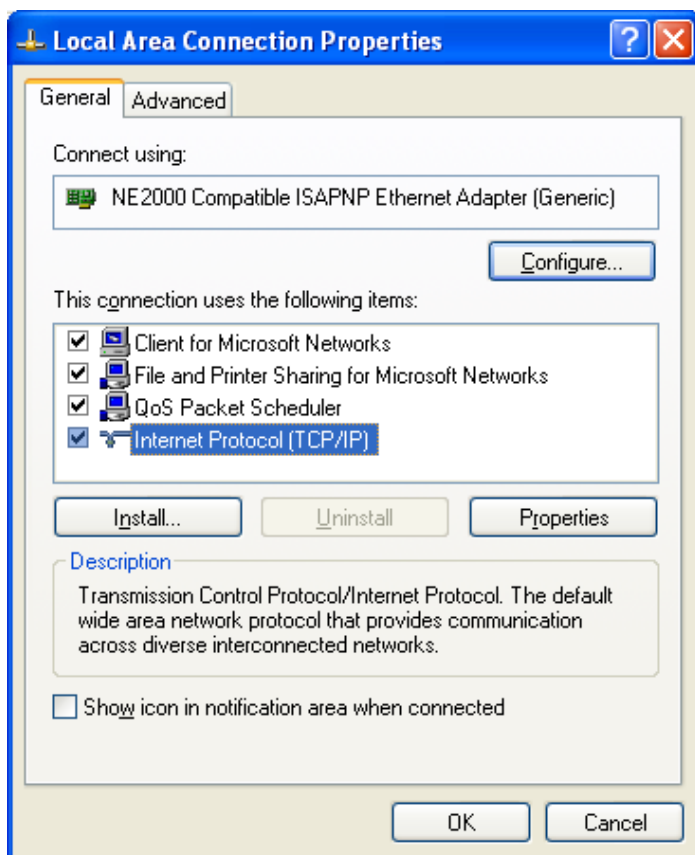 Local Area Connection Properties
?
General
Advanced
Connect using:
NE2000 Compatible ISAPNP Ethernet Adapter (Generic)
Configure...
This connection uses the following items:
Client for Microsoft Networks
File and Printer Sharing for Microsoft Networks
QoS Packet Scheduler
Internet Protocol (TCP/IP)
Install...
Uninstall
Properties
Description
Transmission Control Protocol/Internet Protocol. The default
wide area network protocol that provides communication
across diverse interconnected networks.
Show icon in notification area when connected
OK
Cancel